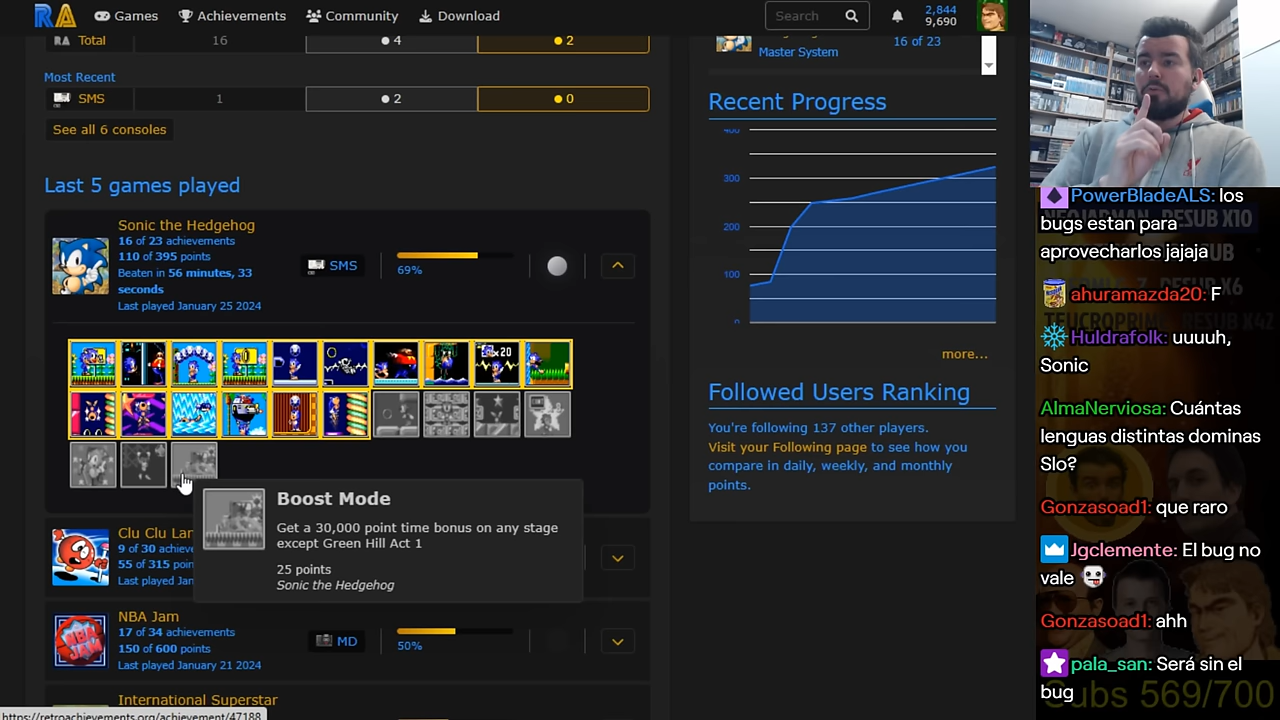 RA Games Achievements Community Download Search 2,844
9,690
RA Total 16 4 2
Most Recent
SMS 1 2 0
See all 6 consoles
Last 5 games played
Sonic the Hedgehog
16 of 23 achievements
110 of 395 points
Beaten in 56 minutes, 33
seconds
Last played January 25 2024
SMS
69%
Boost Mode
Get a 30,000 point time bonus on any stage
except Green Hill Act 1
25 points
Sonic the Hedgehog
Clu Clu Lan
9 of 30 achieve
55 of 315 poin
Last played Jan
NBA Jam
17 of 34 achievements
150 of 600 points
Last played January 21 2024
MD
50%
International Superstar
https://retroachievements.org/achievement/47188
Master System
16 of 23
Recent Progress
400
300
200
100
0
more...
Followed Users Ranking
You're following 137 other players.
Visit your Following page to see how you
compare in daily, weekly, and monthly
points.
PowerBladeALS: los
bugs estan para
aprovecharlos jajaja
ahuramazda20: F
Huldrafolk: uuuuh,
Sonic
AlmaNerviosa: Cuántas
lenguas distintas dominas
Slo?
Gonzasoad1: que raro
Jgclemente: El bug no
vale
Gonzasoad1: ahh
pala_san: Será sin el
bug
Subs 569/700